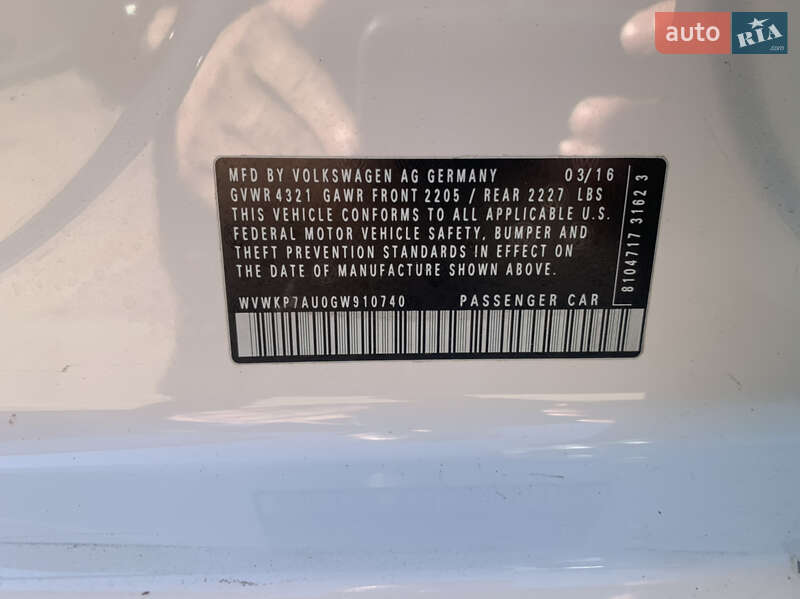 auto RIA.com
MFD BY VOLKSWAGEN AG GERMANY 03/16
GVWR 4321 GAWR FRONT 2205 / REAR 2227 LBS
THIS VEHICLE CONFORMS TO ALL APPLICABLE U.S.
FEDERAL MOTOR VEHICLE SAFETY, BUMPER AND
THEFT PREVENTION STANDARDS IN EFFECT ON
THE DATE OF MANUFACTURE SHOWN ABOVE.
WVWKP7AU0GW910740 PASSENGER CAR
8104717 3162 3